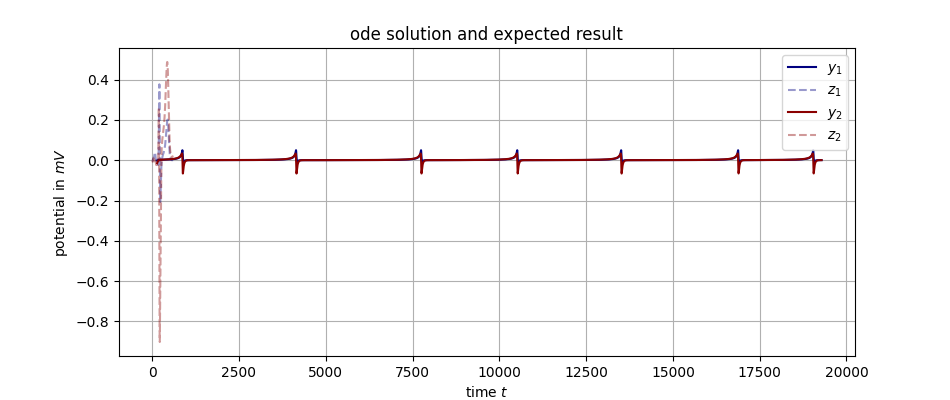 ode solution and expected result
potential in mV
0.4
0.2
0.0
−0.2
−0.4
−0.6
−0.8
y₁
z₁
y₂
z₂
0 2500 5000 7500 10000 12500 15000 17500 20000
time t